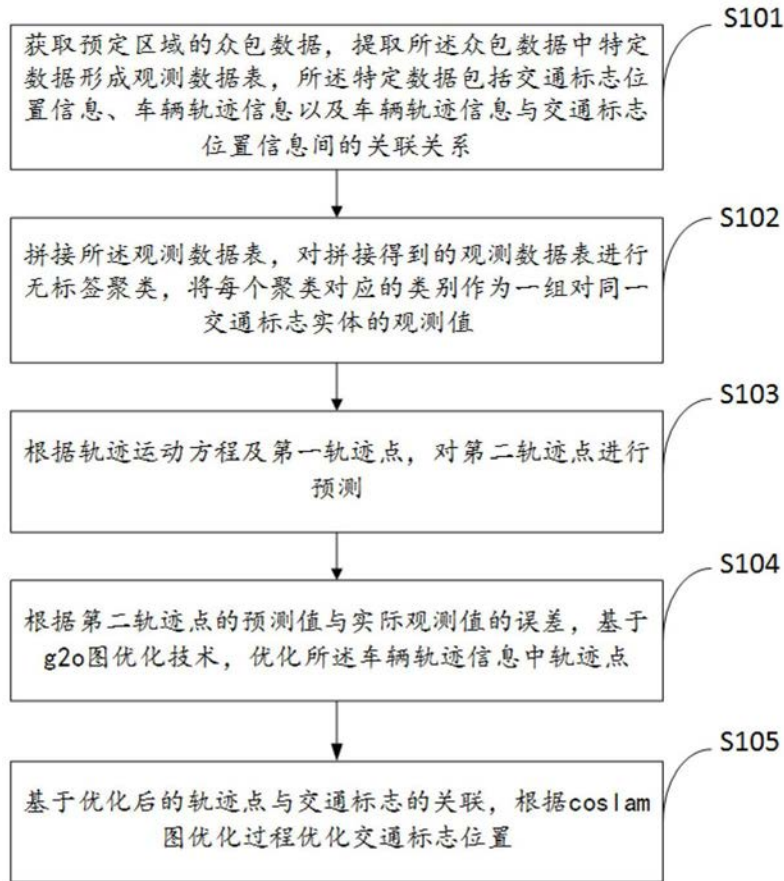 S101
获取预定区域的众包数据，提取所述众包数据中特定
数据形成观测数据表，所述特定数据包括交通标志位
置信息、车辆轨迹信息以及车辆轨迹信息与交通标志
位置信息间的关联关系
S102
拼接所述观测数据表，对拼接得到的观测数据表进行
无标签聚类，将每个聚类对应的类别作为一组对同一
交通标志实体的观测值
S103
根据轨迹运动方程及第一轨迹点，对第二轨迹点进行
预测
S104
根据第二轨迹点的预测值与实际观测值的误差，基于
g2o图优化技术，优化所述车辆轨迹信息中轨迹点
S105
基于优化后的轨迹点与交通标志的关联，根据coslam
图优化过程优化交通标志位置